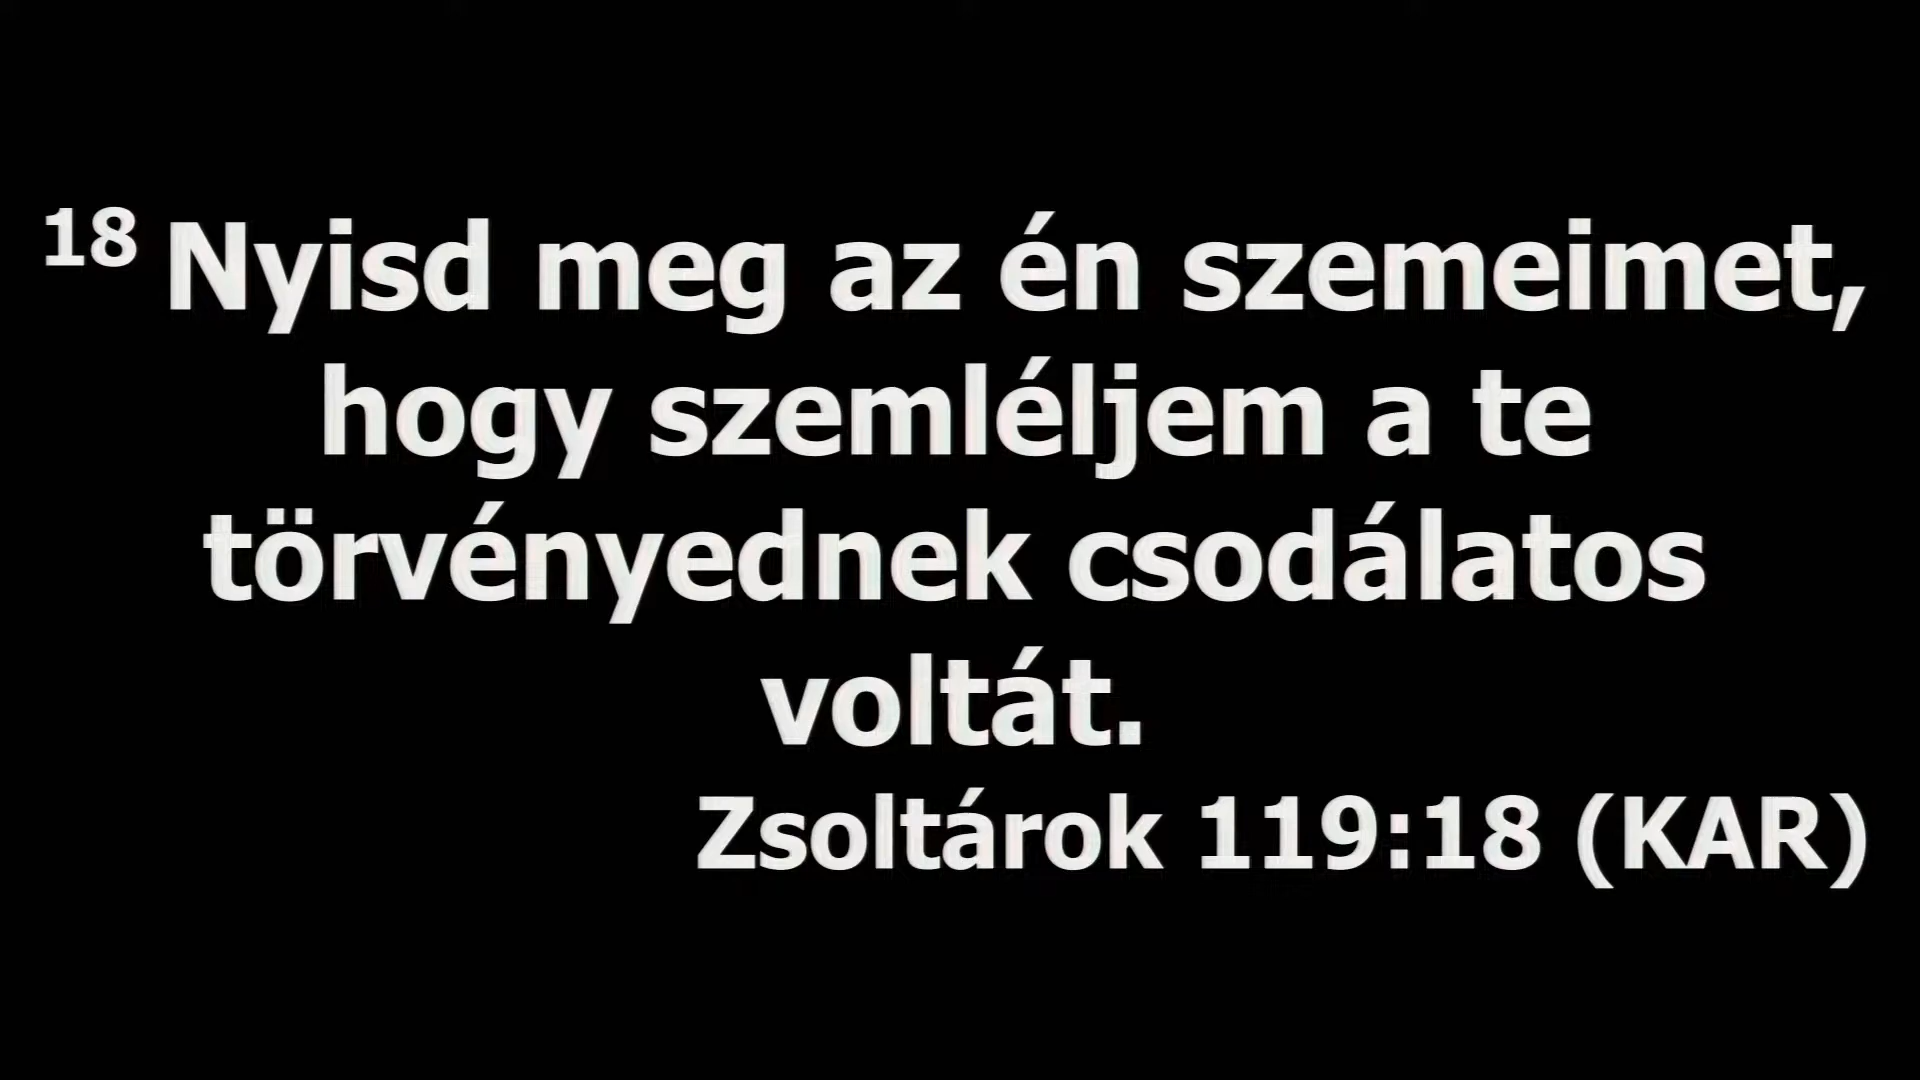 18 Nyisd meg az én szemeimet,
hogy szemléljem a te
törvényednek csodálatos
voltát.
Zsoltárok 119:18 (KAR)